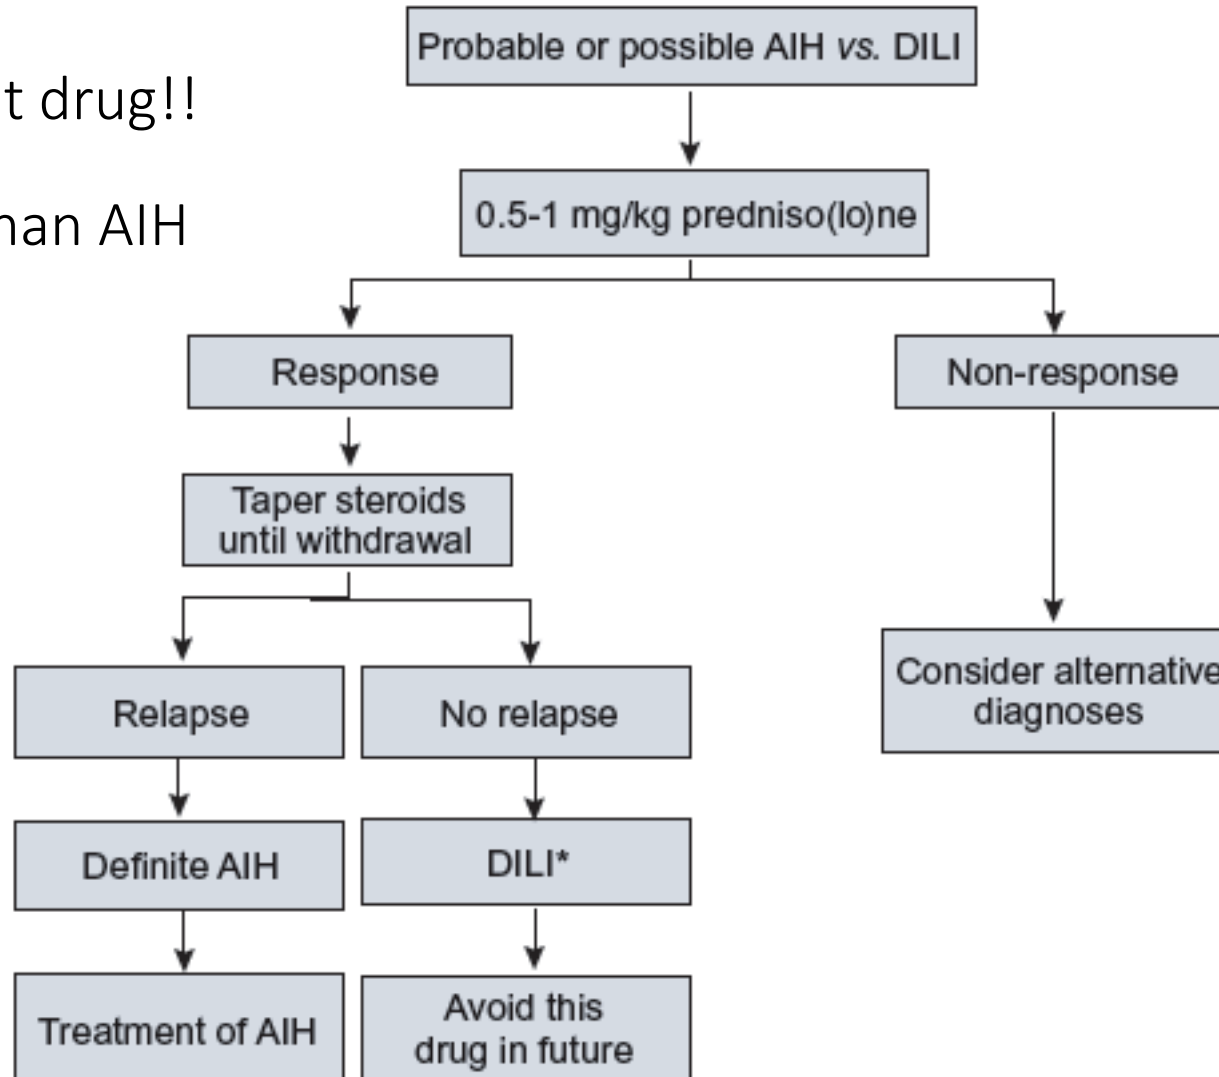 t drug!!
han AIH
Probable or possible AIH vs. DILI
0.5-1 mg/kg predniso(lo)ne
Response
Non-response
Taper steroids
until withdrawal
Relapse
No relapse
Consider alternative
diagnoses
Definite AIH
DILI*
Treatment of AIH
Avoid this
drug in future